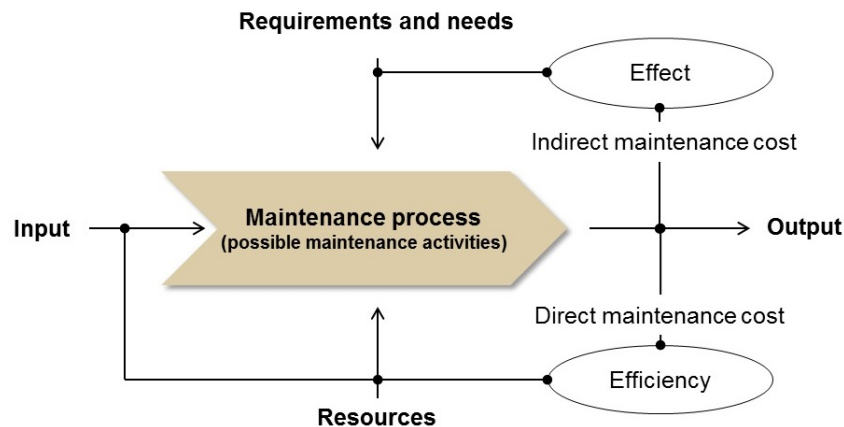 Requirements and needs
Effect
Indirect maintenance cost
Maintenance process
(possible maintenance activities)
Input
Output
Direct maintenance cost
Efficiency
Resources